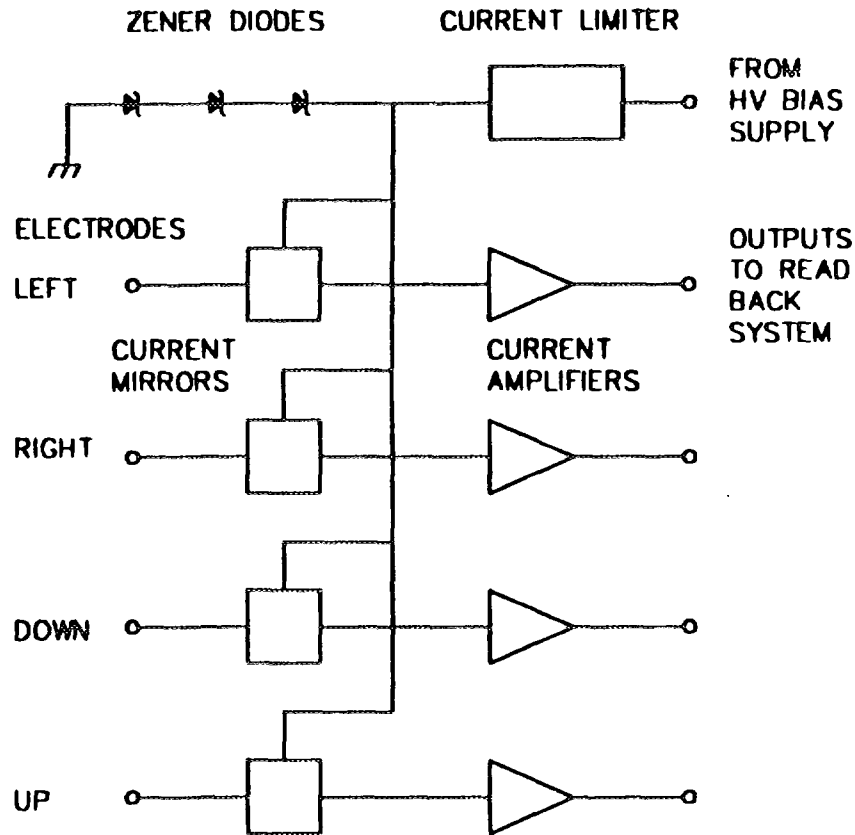 ZENER DIODES
CURRENT LIMITER
FROM
HV BIAS
SUPPLY
ELECTRODES
LEFT
OUTPUTS
TO READ
BACK
SYSTEM
CURRENT
MIRRORS
CURRENT
AMPLIFIERS
RIGHT
DOWN
UP